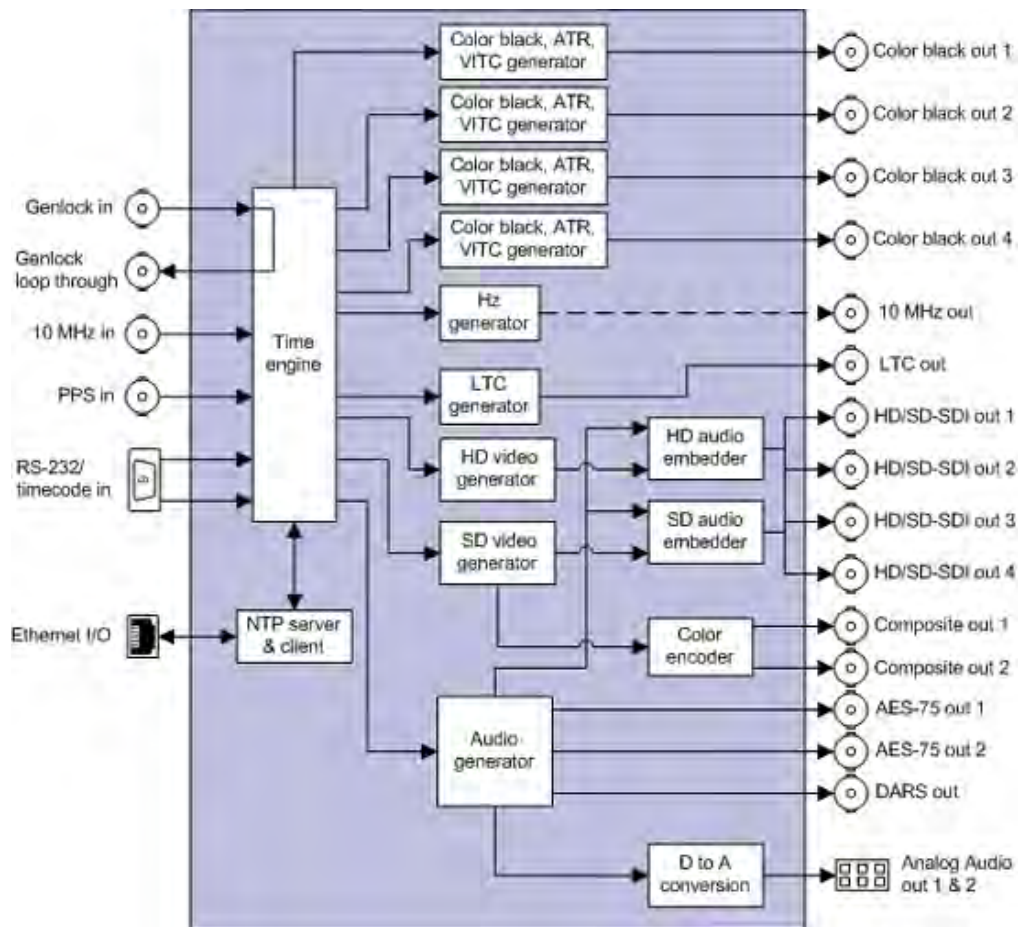 Color black, ATR,
VITC generator
Color black out 1
Color black, ATR,
VITC generator
Color black out 2
Color black, ATR,
VITC generator
Color black out 3
Genlock in
Color black, ATR,
VITC generator
Color black out 4
Genlock
loop through
Hz
generator
10 MHz out
10 MHz in
Time
engine
LTC out
PPS in
LTC
generator
HD/SD-SDI out 1
HD audio
embedder
RS-232/
timecode in
HD video
generator
HD/SD-SDI out 2
SD audio
embedder
HD/SD-SDI out 3
SD video
generator
HD/SD-SDI out 4
Ethernet I/O
NTP server
& client
Color
encoder
Composite out 1
Composite out 2
Audio
generator
AES-75 out 1
AES-75 out 2
DARS out
D to A
conversion
Analog Audio
out 1 & 2